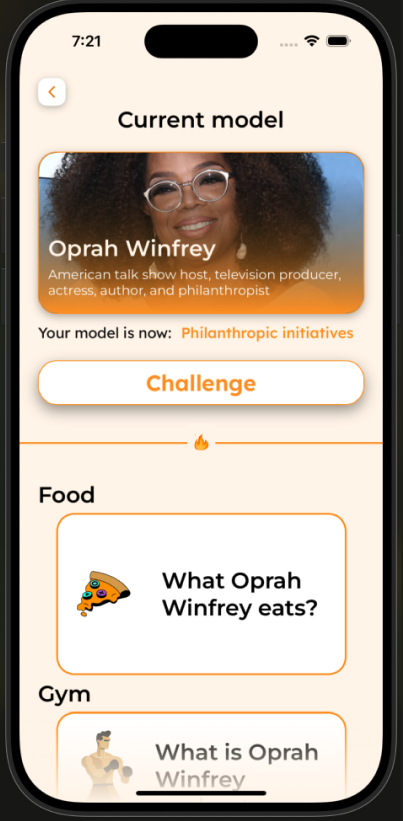 7:21
Current model
Oprah Winfrey
American talk show host, television producer,
actress, author, and philanthropist
Your model is now: Philanthropic initiatives
Challenge
Food
What Oprah
Winfrey eats?
Gym
What is Oprah
Winfrey